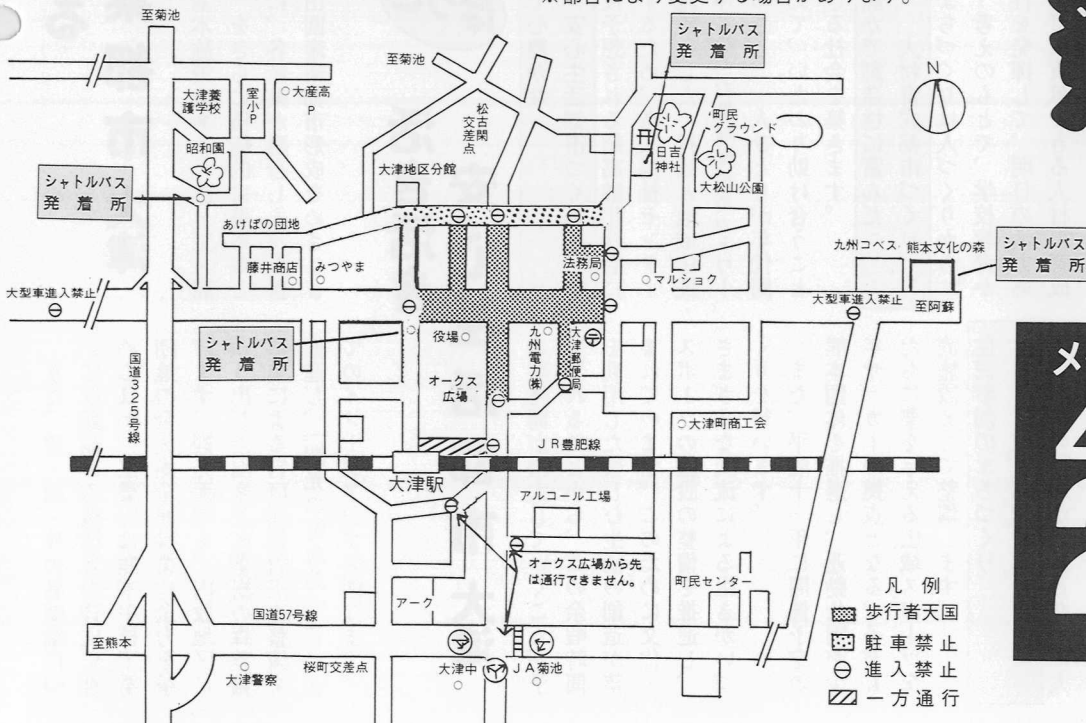 ※都合により変更する場合があります。
至菊池
シャトルバス
発着所
至菊池
N
大津養護学校
室小P
大産高
P
松古閑交差点
町民グラウンド
昭和園
日吉神社
大松山公園
大津地区分館
シャトルバス
発着所
あけぼの団地
藤井商店
みつやま
法務局
マルショク
九州コベス
熊本文化の森
シャトルバス
発着所
大型車進入禁止
大型車進入禁止
至阿蘇
シャトルバス
発着所
役場
九州電力㈱
大津郵便局
国道325号線
オークス広場
大津町商工会
JR豊肥線
大津駅
アルコール工場
オークス広場から先
は通行できません。
町民センター
アーク
国道57号線
至熊本
桜町交差点
大津中
JA菊池
大津警察
凡例
歩行者天国
駐車禁止
進入禁止
一方通行
メ